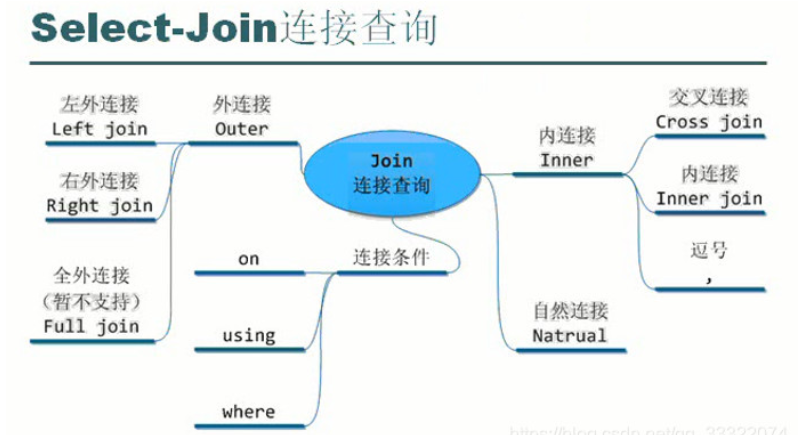 Select-Join连接查询
左外连接
Left join
右外连接
Right join
全外连接
(暂不支持)
Full join
外连接
Outer
Join
连接查询
连接条件
on
using
where
内连接
Inner
交叉连接
Cross join
内连接
Inner join
逗号
,
自然连接
Natrual
https://blog.csdn.net/qq_33322074